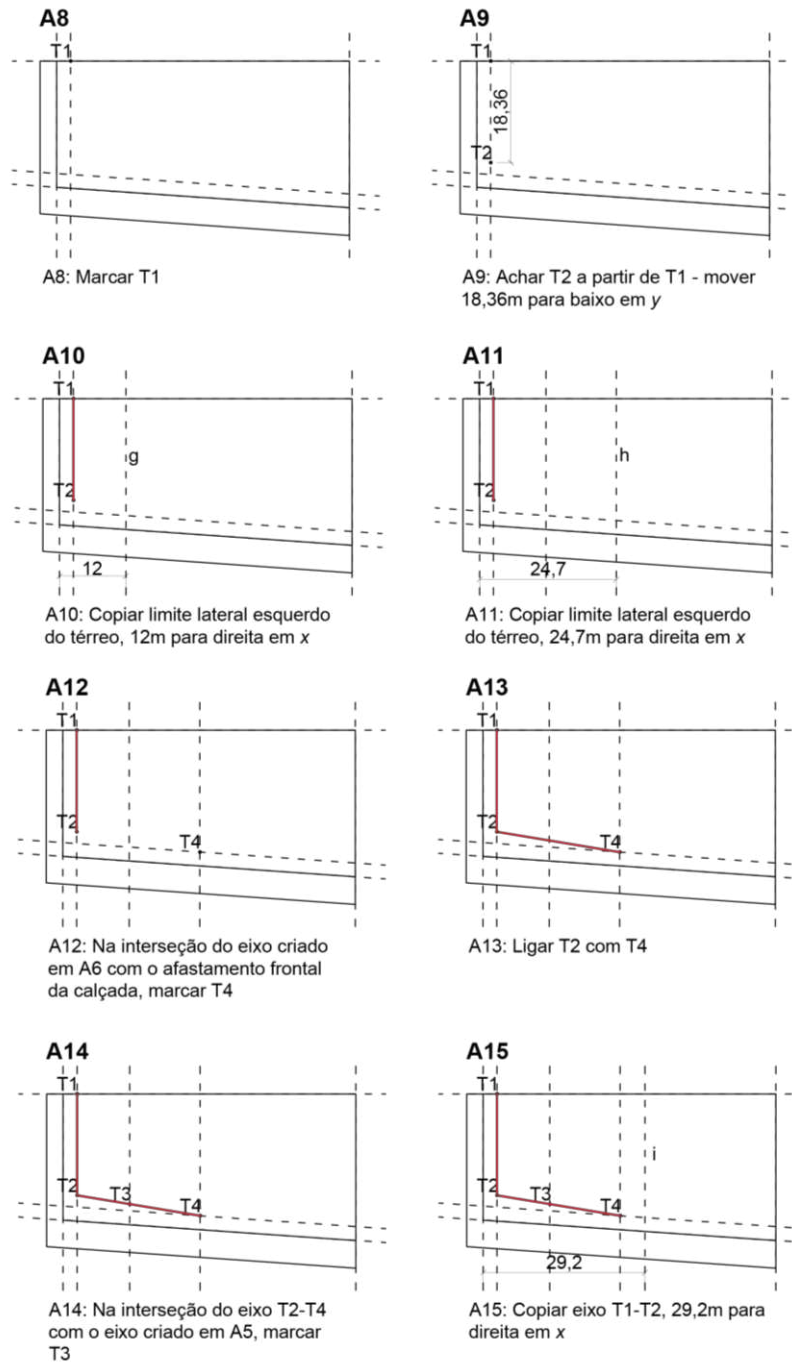 A8
T1
A8: Marcar T1
A9
T1
18,36
T2
A9: Achar T2 a partir de T1 - mover
18,36m para baixo em y
A10
T1
g
T2
12
A10: Copiar limite lateral esquerdo
do térreo, 12m para direita em x
A11
T1
h
T2
24,7
A11: Copiar limite lateral esquerdo
do térreo, 24,7m para direita em x
A12
T1
T2
T4
A12: Na interseção do eixo criado
em A6 com o afastamento frontal
da calçada, marcar T4
A13
T1
T2
T4
A13: Ligar T2 com T4
A14
T1
T2
T3
T4
A14: Na interseção do eixo T2-T4
com o eixo criado em A5, marcar
T3
A15
T1
i
T2
T3
T4
29,2
A15: Copiar eixo T1-T2, 29,2m para
direita em x